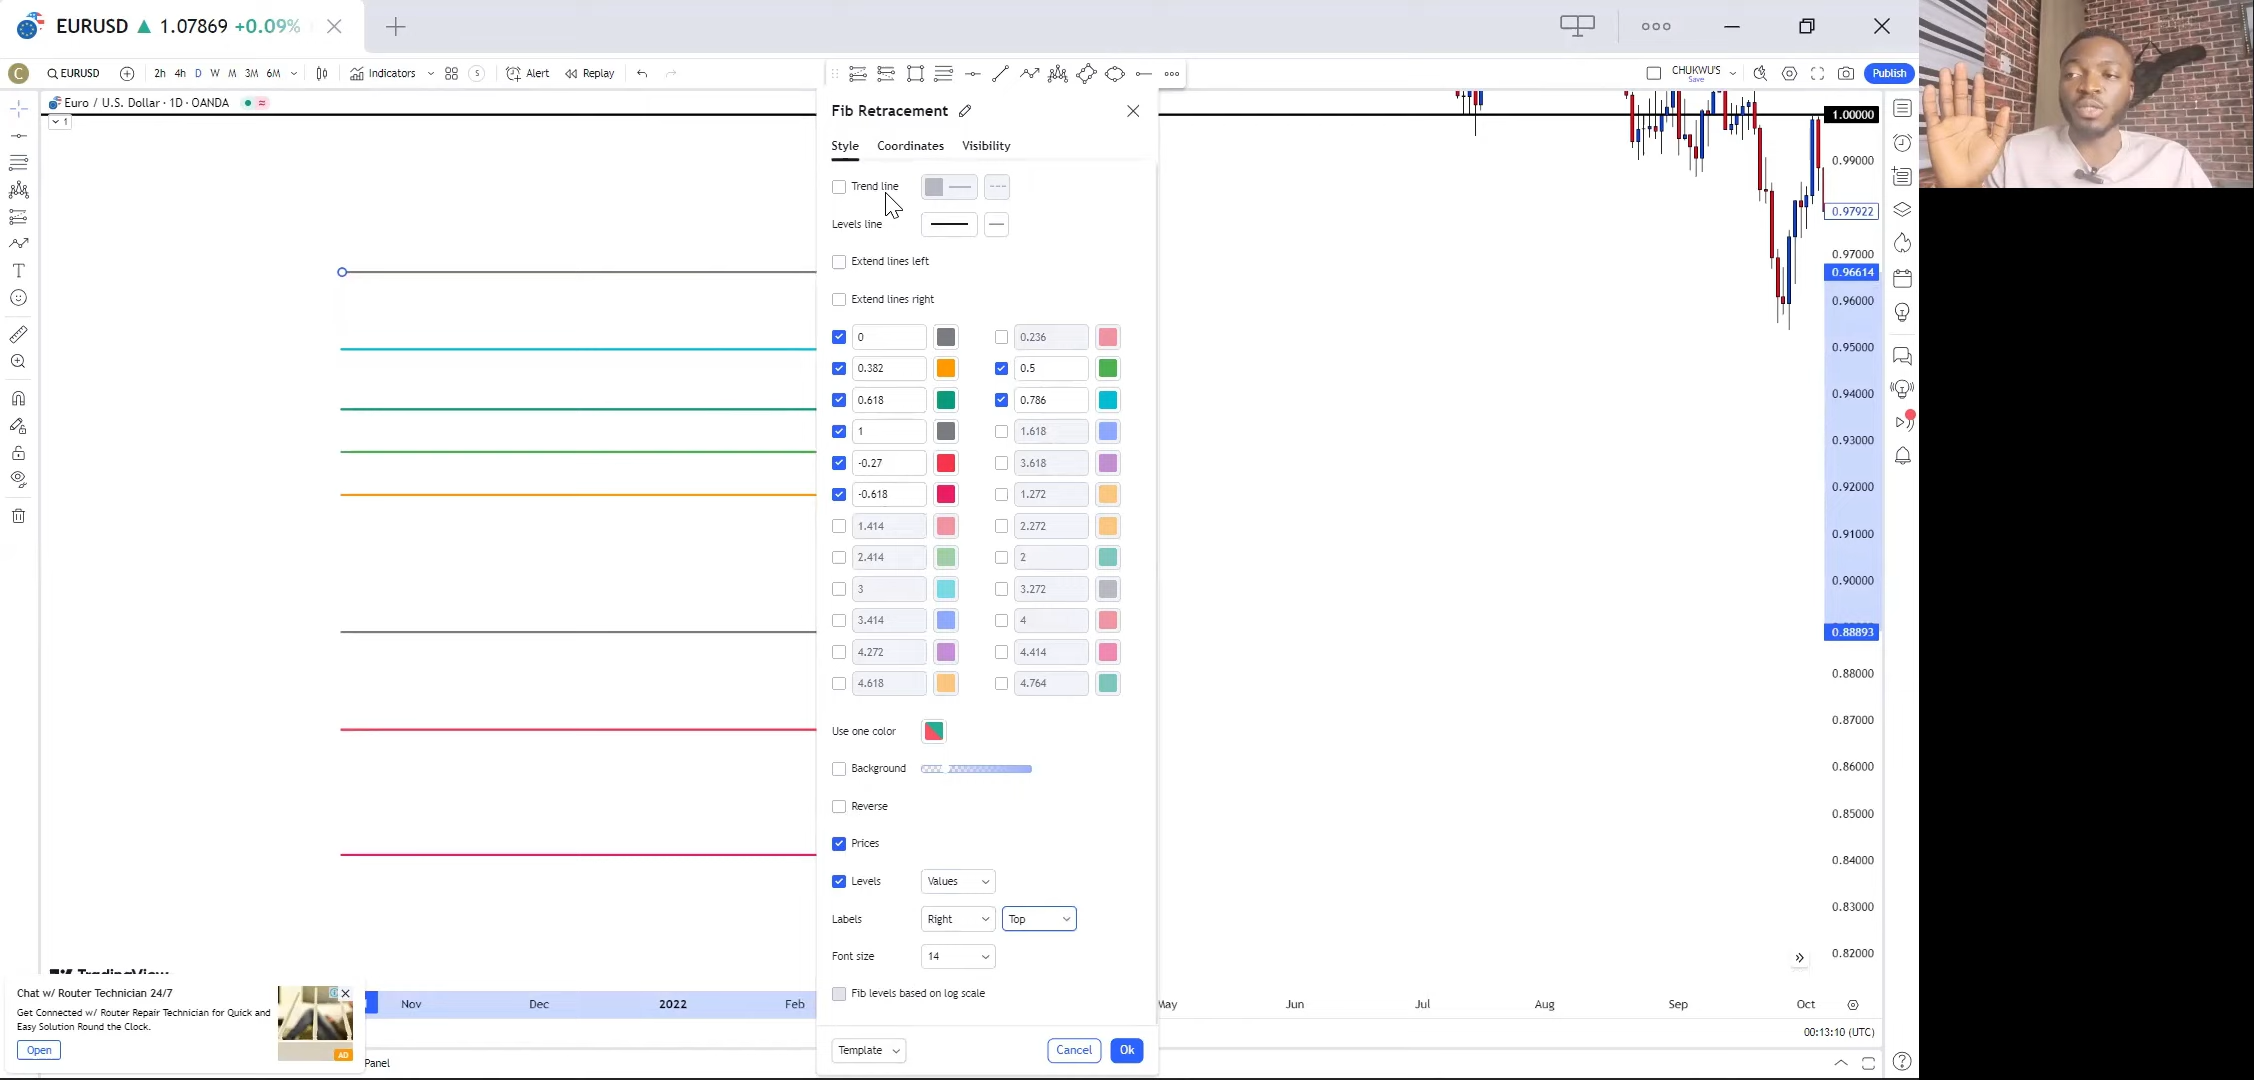 EURUSD ▲ 1.07869 +0.09%
EURUSD 2h 4h D W M 3M 6M Indicators S Alert Replay
CHUKWU'S
Save
Publish
C
Euro / U.S. Dollar · 1D · OANDA
1
Fib Retracement
Style Coordinates Visibility
Trend line
Levels line
Extend lines left
Extend lines right
0 0.236
0.382 0.5
0.618 0.786
1 1.618
-0.27 3.618
-0.618 1.272
1.414 2.272
2.414 2
3 3.272
3.414 4
4.272 4.414
4.618 4.764
Use one color
Background
Reverse
Prices
Levels Values
Labels Right Top
Font size 14
Fib levels based on log scale
Template Cancel Ok
1.00000
0.99000
0.97922
0.97000
0.96614
0.96000
0.95000
0.94000
0.93000
0.92000
0.91000
0.90000
0.88893
0.88000
0.87000
0.86000
0.85000
0.84000
0.83000
0.82000
TradingView
Nov Dec 2022 Feb May Jun Jul Aug Sep Oct
00:13:10 (UTC)
Panel
Chat w/ Router Technician 24/7
Get Connected w/ Router Repair Technician for Quick and
Easy Solution Round the Clock.
Open
AD